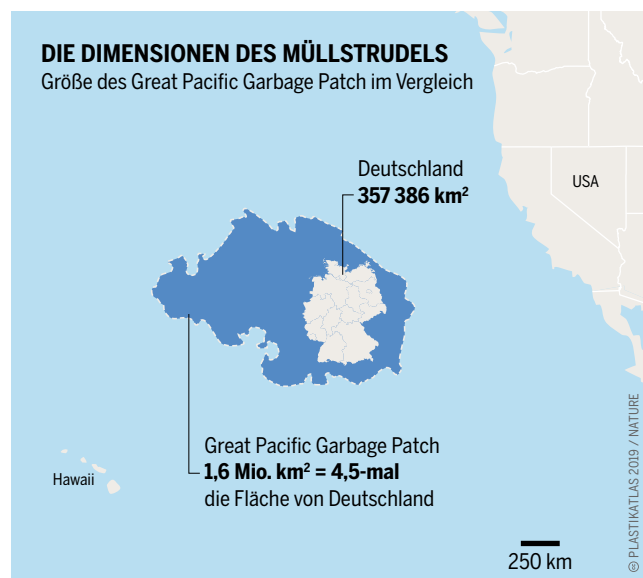 DIE DIMENSIONEN DES MÜLLSTRUDELS
Größe des Great Pacific Garbage Patch im Vergleich
Deutschland
357 386 km²
USA
Great Pacific Garbage Patch
1,6 Mio. km² = 4,5-mal
die Fläche von Deutschland
Hawaii
250 km
© PLASTIKATLAS 2019 / NATURE